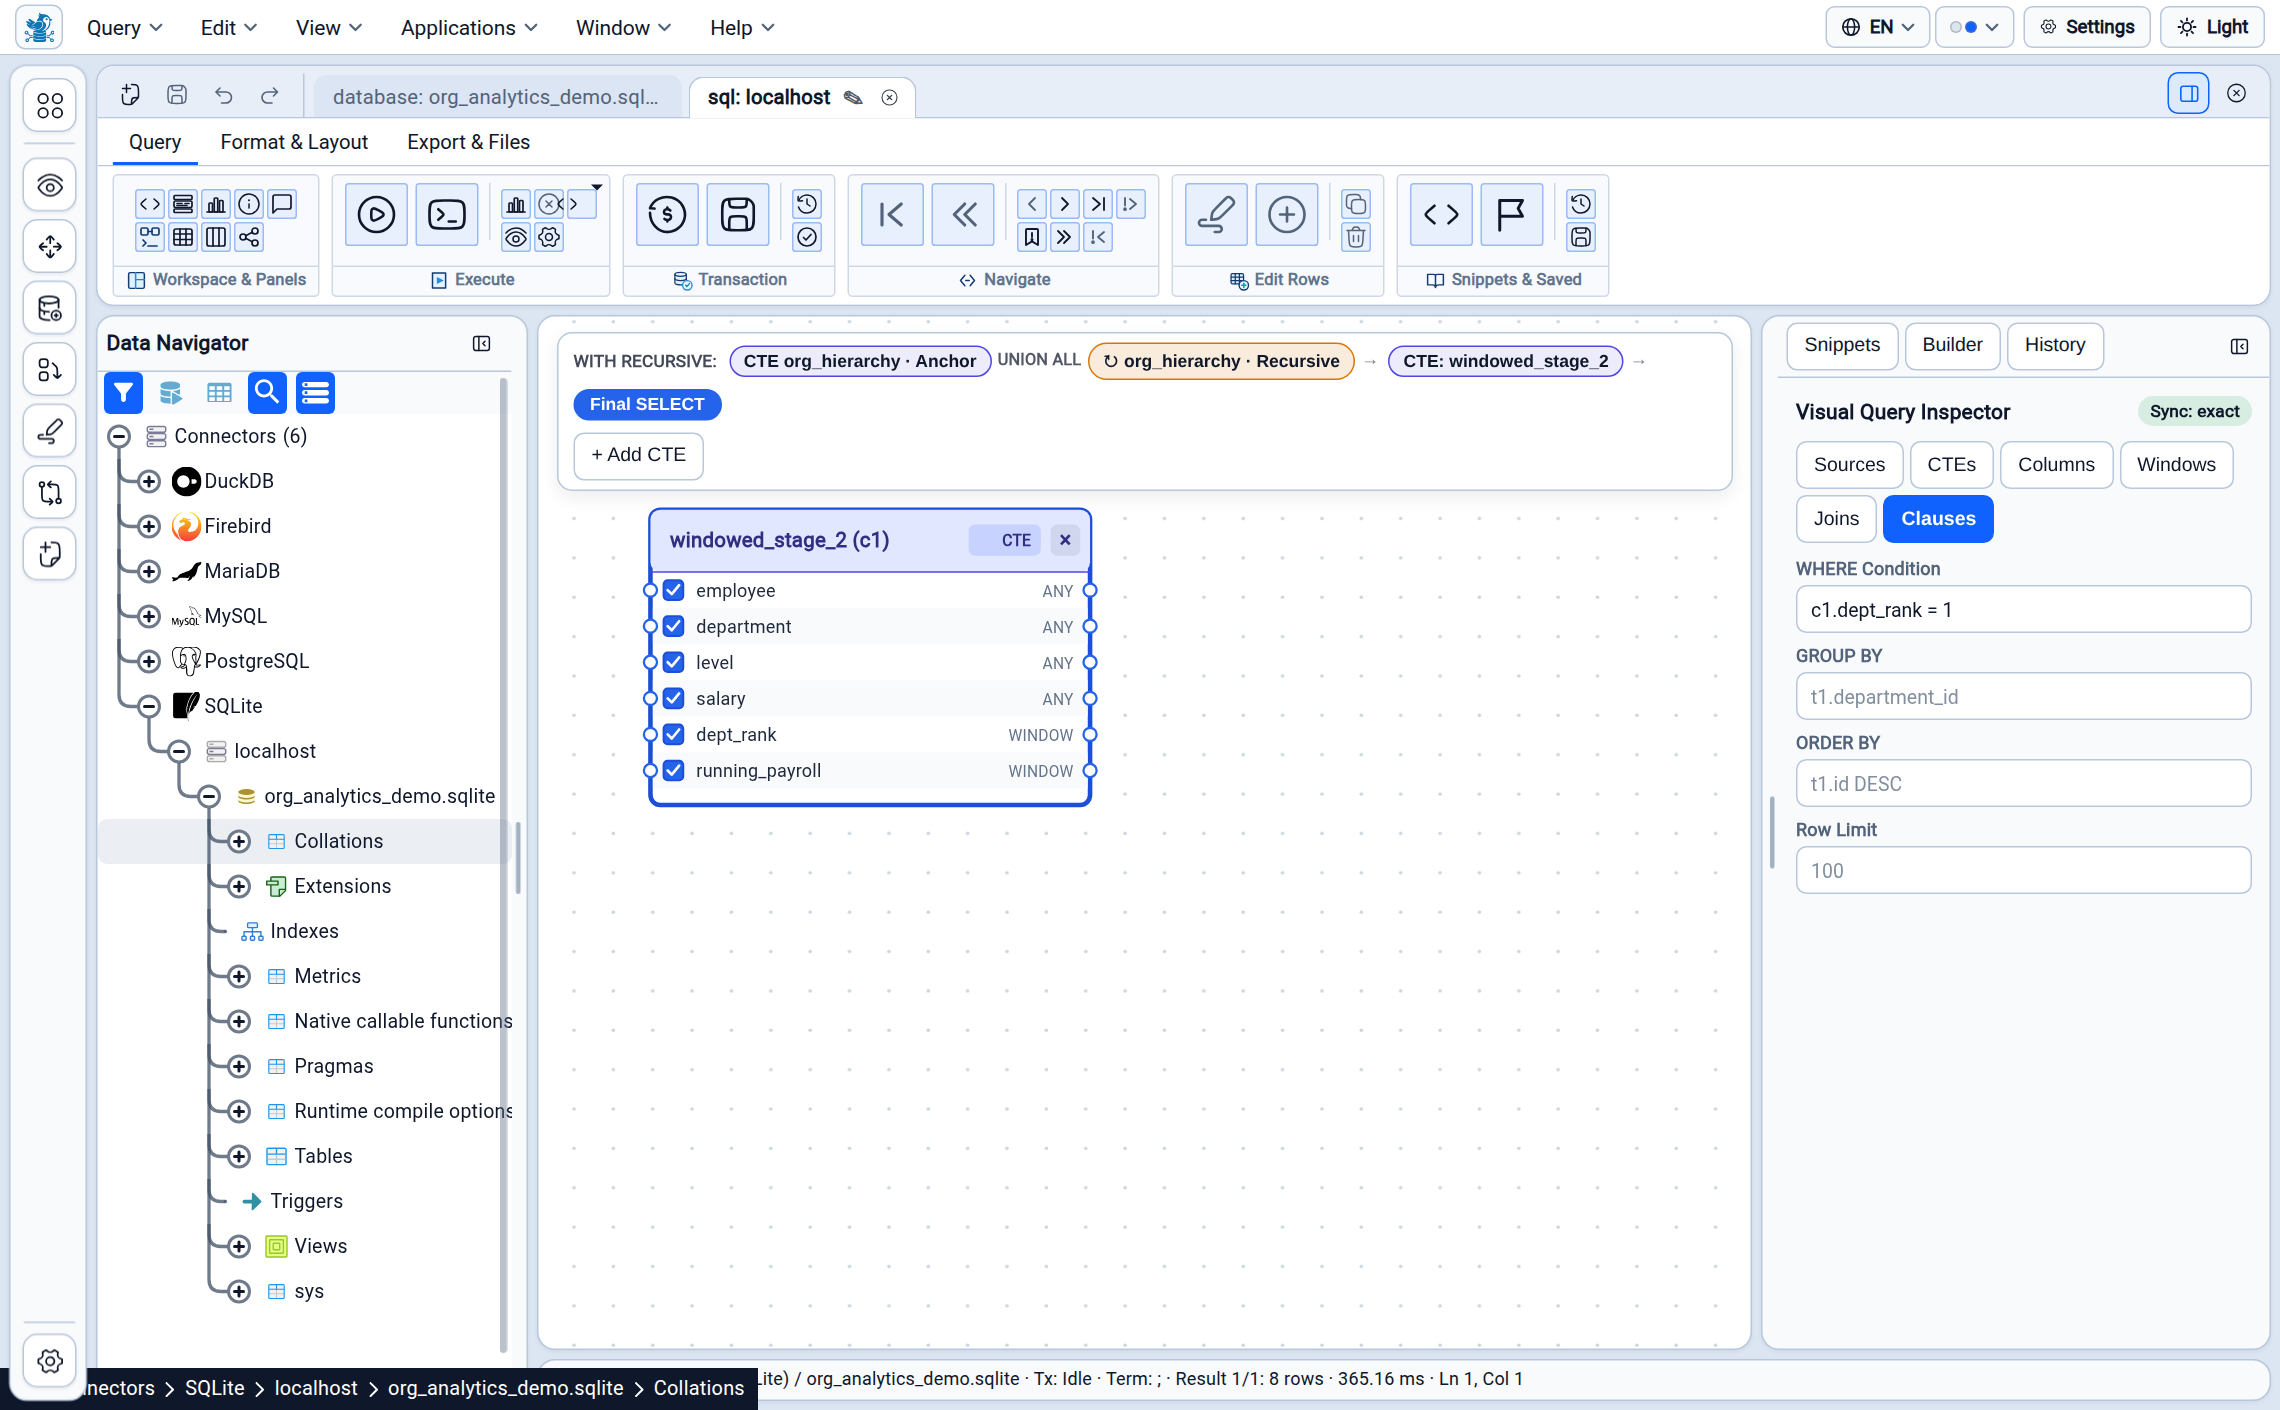 Query Edit View Applications Window Help EN Settings Light
database: org_analytics_demo.sql... sql: localhost
Query Format & Layout Export & Files
Workspace & Panels Execute Transaction Navigate Edit Rows Snippets & Saved
Data Navigator
Connectors (6)
DuckDB
Firebird
MariaDB
MySQL
PostgreSQL
SQLite
localhost
org_analytics_demo.sqlite
Collations
Extensions
Indexes
Metrics
Native callable functions
Pragmas
Runtime compile options
Tables
Triggers
Views
sys
WITH RECURSIVE: CTE org_hierarchy · Anchor UNION ALL ↻ org_hierarchy · Recursive → CTE: windowed_stage_2 →
Final SELECT
+ Add CTE
windowed_stage_2 (c1) CTE ×
employee ANY
department ANY
level ANY
salary ANY
dept_rank WINDOW
running_payroll WINDOW
Snippets Builder History
Visual Query Inspector Sync: exact
Sources CTEs Columns Windows
Joins Clauses
WHERE Condition
c1.dept_rank = 1
GROUP BY
t1.department_id
ORDER BY
t1.id DESC
Row Limit
100
nnectors > SQLite > localhost > org_analytics_demo.sqlite > Collations
Lite) / org_analytics_demo.sqlite · Tx: Idle · Term: ; · Result 1/1: 8 rows · 365.16 ms · Ln 1, Col 1